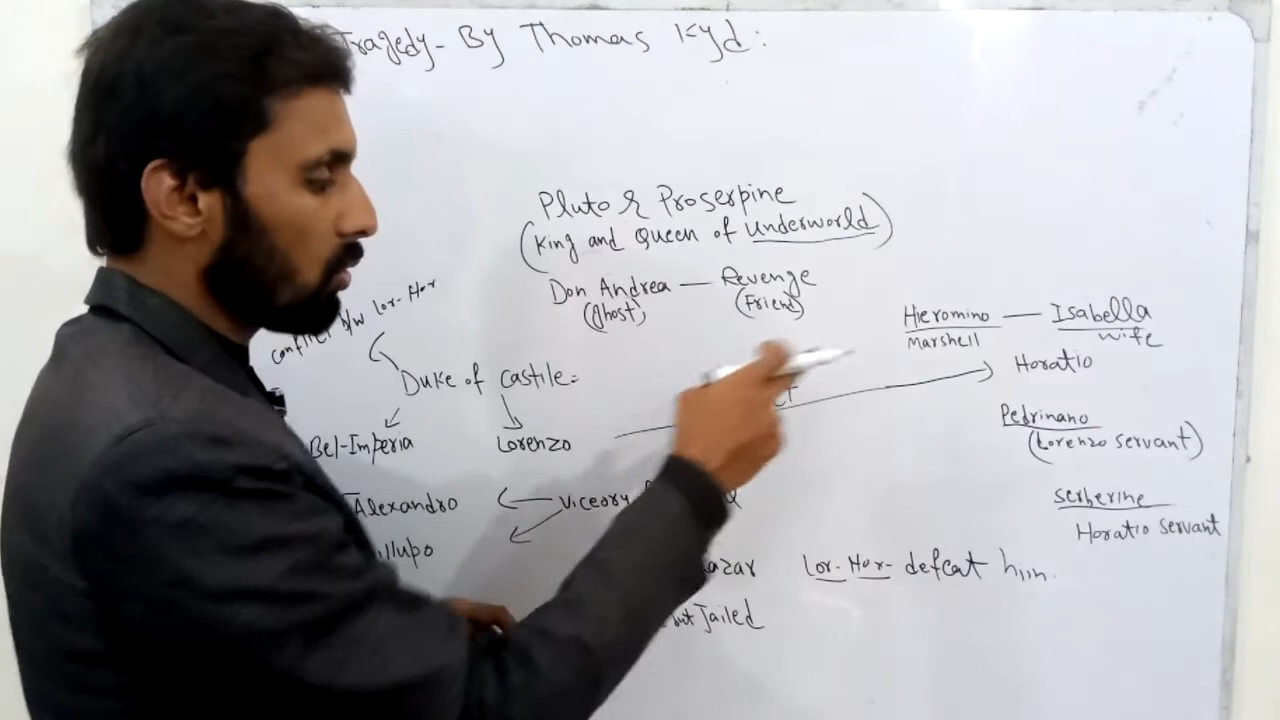 Tragedy- By Thomas Kyd:
Pluto & Proserpine
(King and Queen of Underworld)
Don Andrea — Revenge
(Ghost) (Friend)
Hieromino — Isabella
Marshell wife
Horatio
conflict b/w Lor-Hor
Duke of Castile:
Bel-Imperia Lorenzo
Pedrinano
(Lorenzo servant)
Alexandro Viceory
llupo
Serberine
Horatio servant
azar Lor-Hor- defeat him.
but Jailed